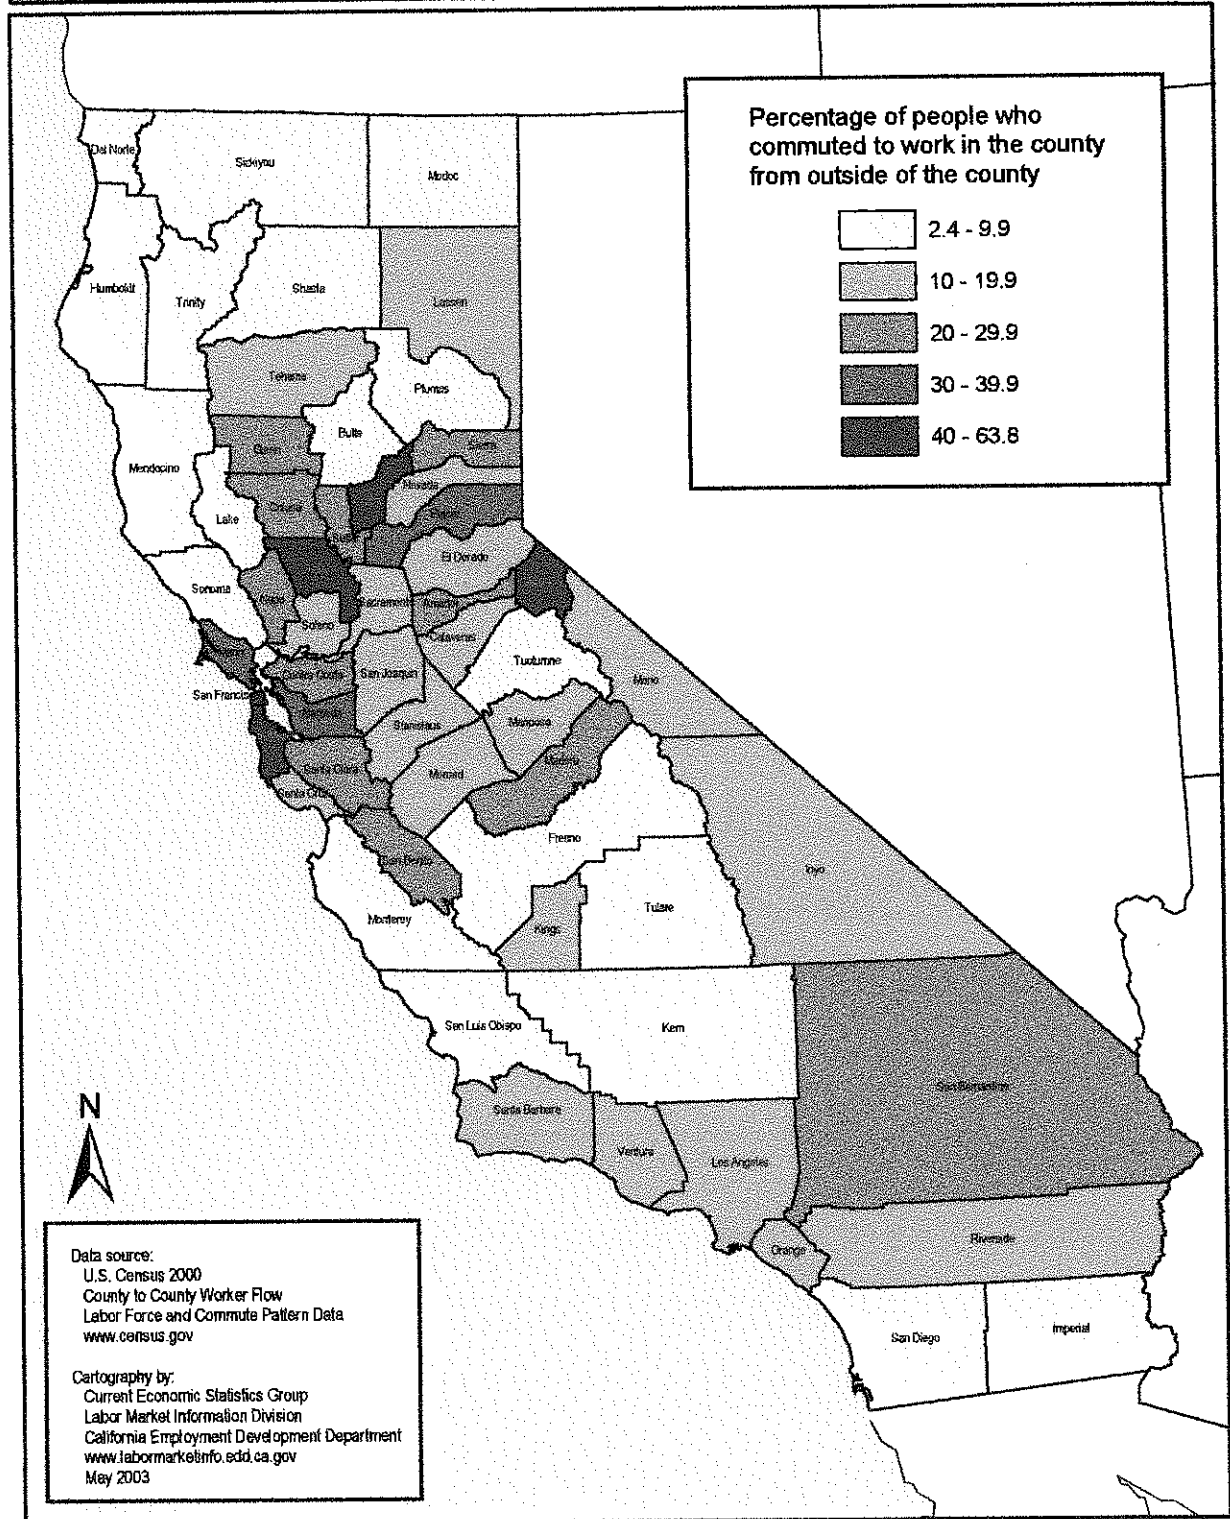 Percentage of people who
commuted to work in the county
from outside of the county
2.4 - 9.9
10 - 19.9
20 - 29.9
30 - 39.9
40 - 63.8
Del Norte
Siskiyou
Modoc
Humboldt
Trinity
Shasta
Lassen
Tehama
Plumas
Glenn
Butte
Sierra
Mendocino
Nevada
Lake
Colusa
Placer
Sutter
El Dorado
Sonoma
Napa
Sacramento
Amador
Solano
Calaveras
Tuolumne
Contra Costa
San Joaquin
Mono
San Francisc
Alameda
Stanislaus
Mariposa
Santa Clara
Merced
Madera
Santa Cruz
Fresno
San Benito
Inyo
Monterey
Kings
Tulare
San Luis Obispo
Kern
San Bernardino
N
Santa Barbara
Ventura
Los Angeles
Orange
Riverside
San Diego
Imperial
Data source:
U.S. Census 2000
County to County Worker Flow
Labor Force and Commute Pattern Data
www.census.gov
Cartography by:
Current Economic Statistics Group
Labor Market Information Division
California Employment Development Department
www.labormarketinfo.edd.ca.gov
May 2003